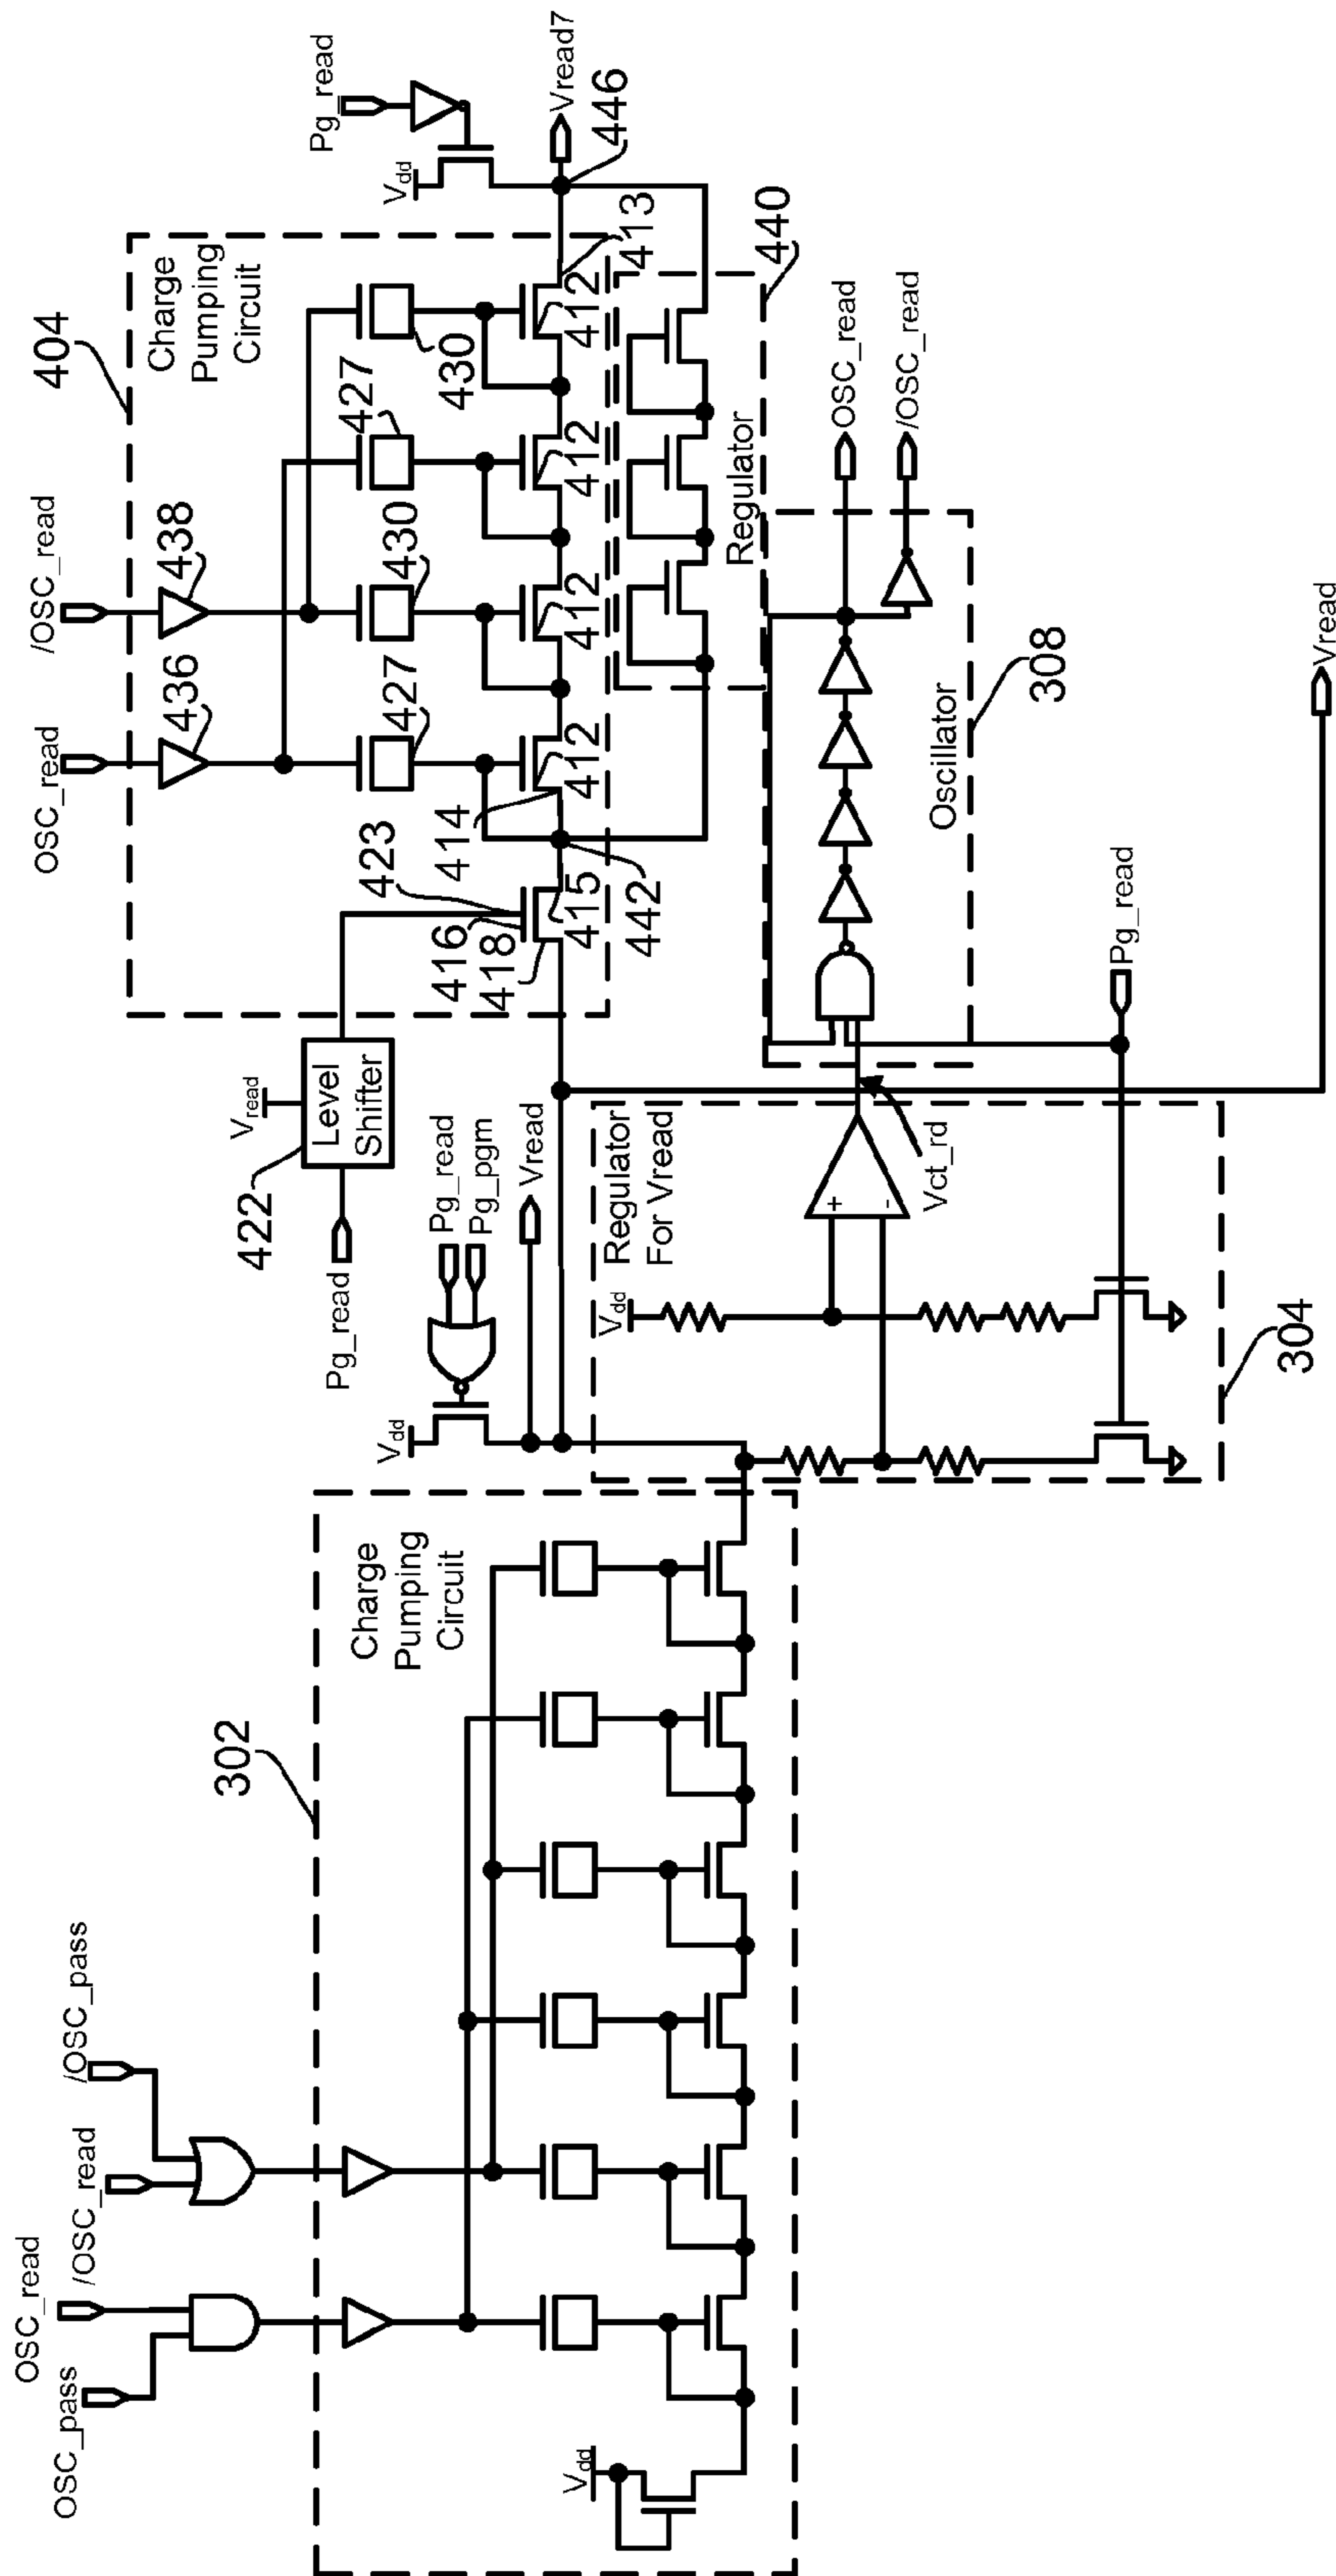 OSC_pass
OSC_read
/OSC_read
/OSC_pass
302
Charge
Pumping
Circuit
Vdd
Vdd
Pg_read
Pg_pgm
Vread
Pg_read
422
Vread
Level
Shifter
OSC_read
/OSC_read
404
436
438
Charge
Pumping
Circuit
427
430
427
430
423
416
418
414
415
442
412
412
412
412
413
Vdd
Pg_read
Vread7
446
Regulator
440
Regulator
For Vread
Vdd
+
-
Vct_rd
304
Oscillator
308
OSC_read
/OSC_read
Pg_read
Vread